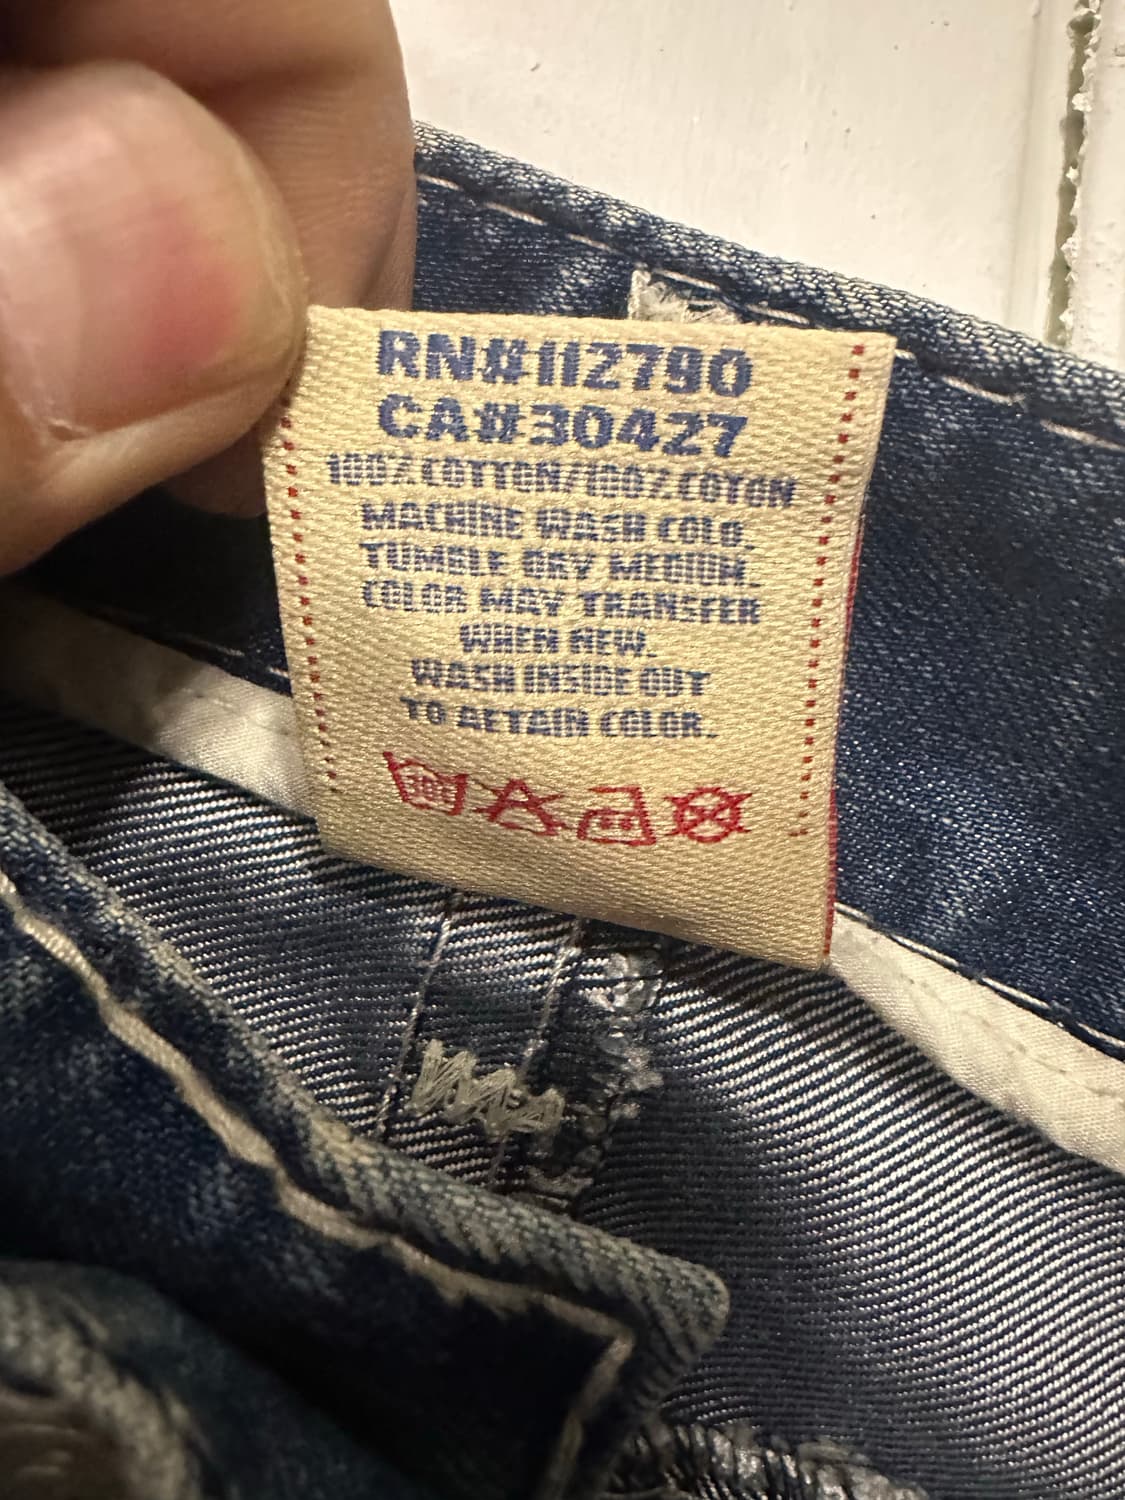 RN#112790
CA#30427
100% COTTON/100% COTON
MACHINE WASH COLD.
TUMBLE DRY MEDIUM.
COLOR MAY TRANSFER
WHEN NEW.
WASH INSIDE OUT
TO RETAIN COLOR.
30